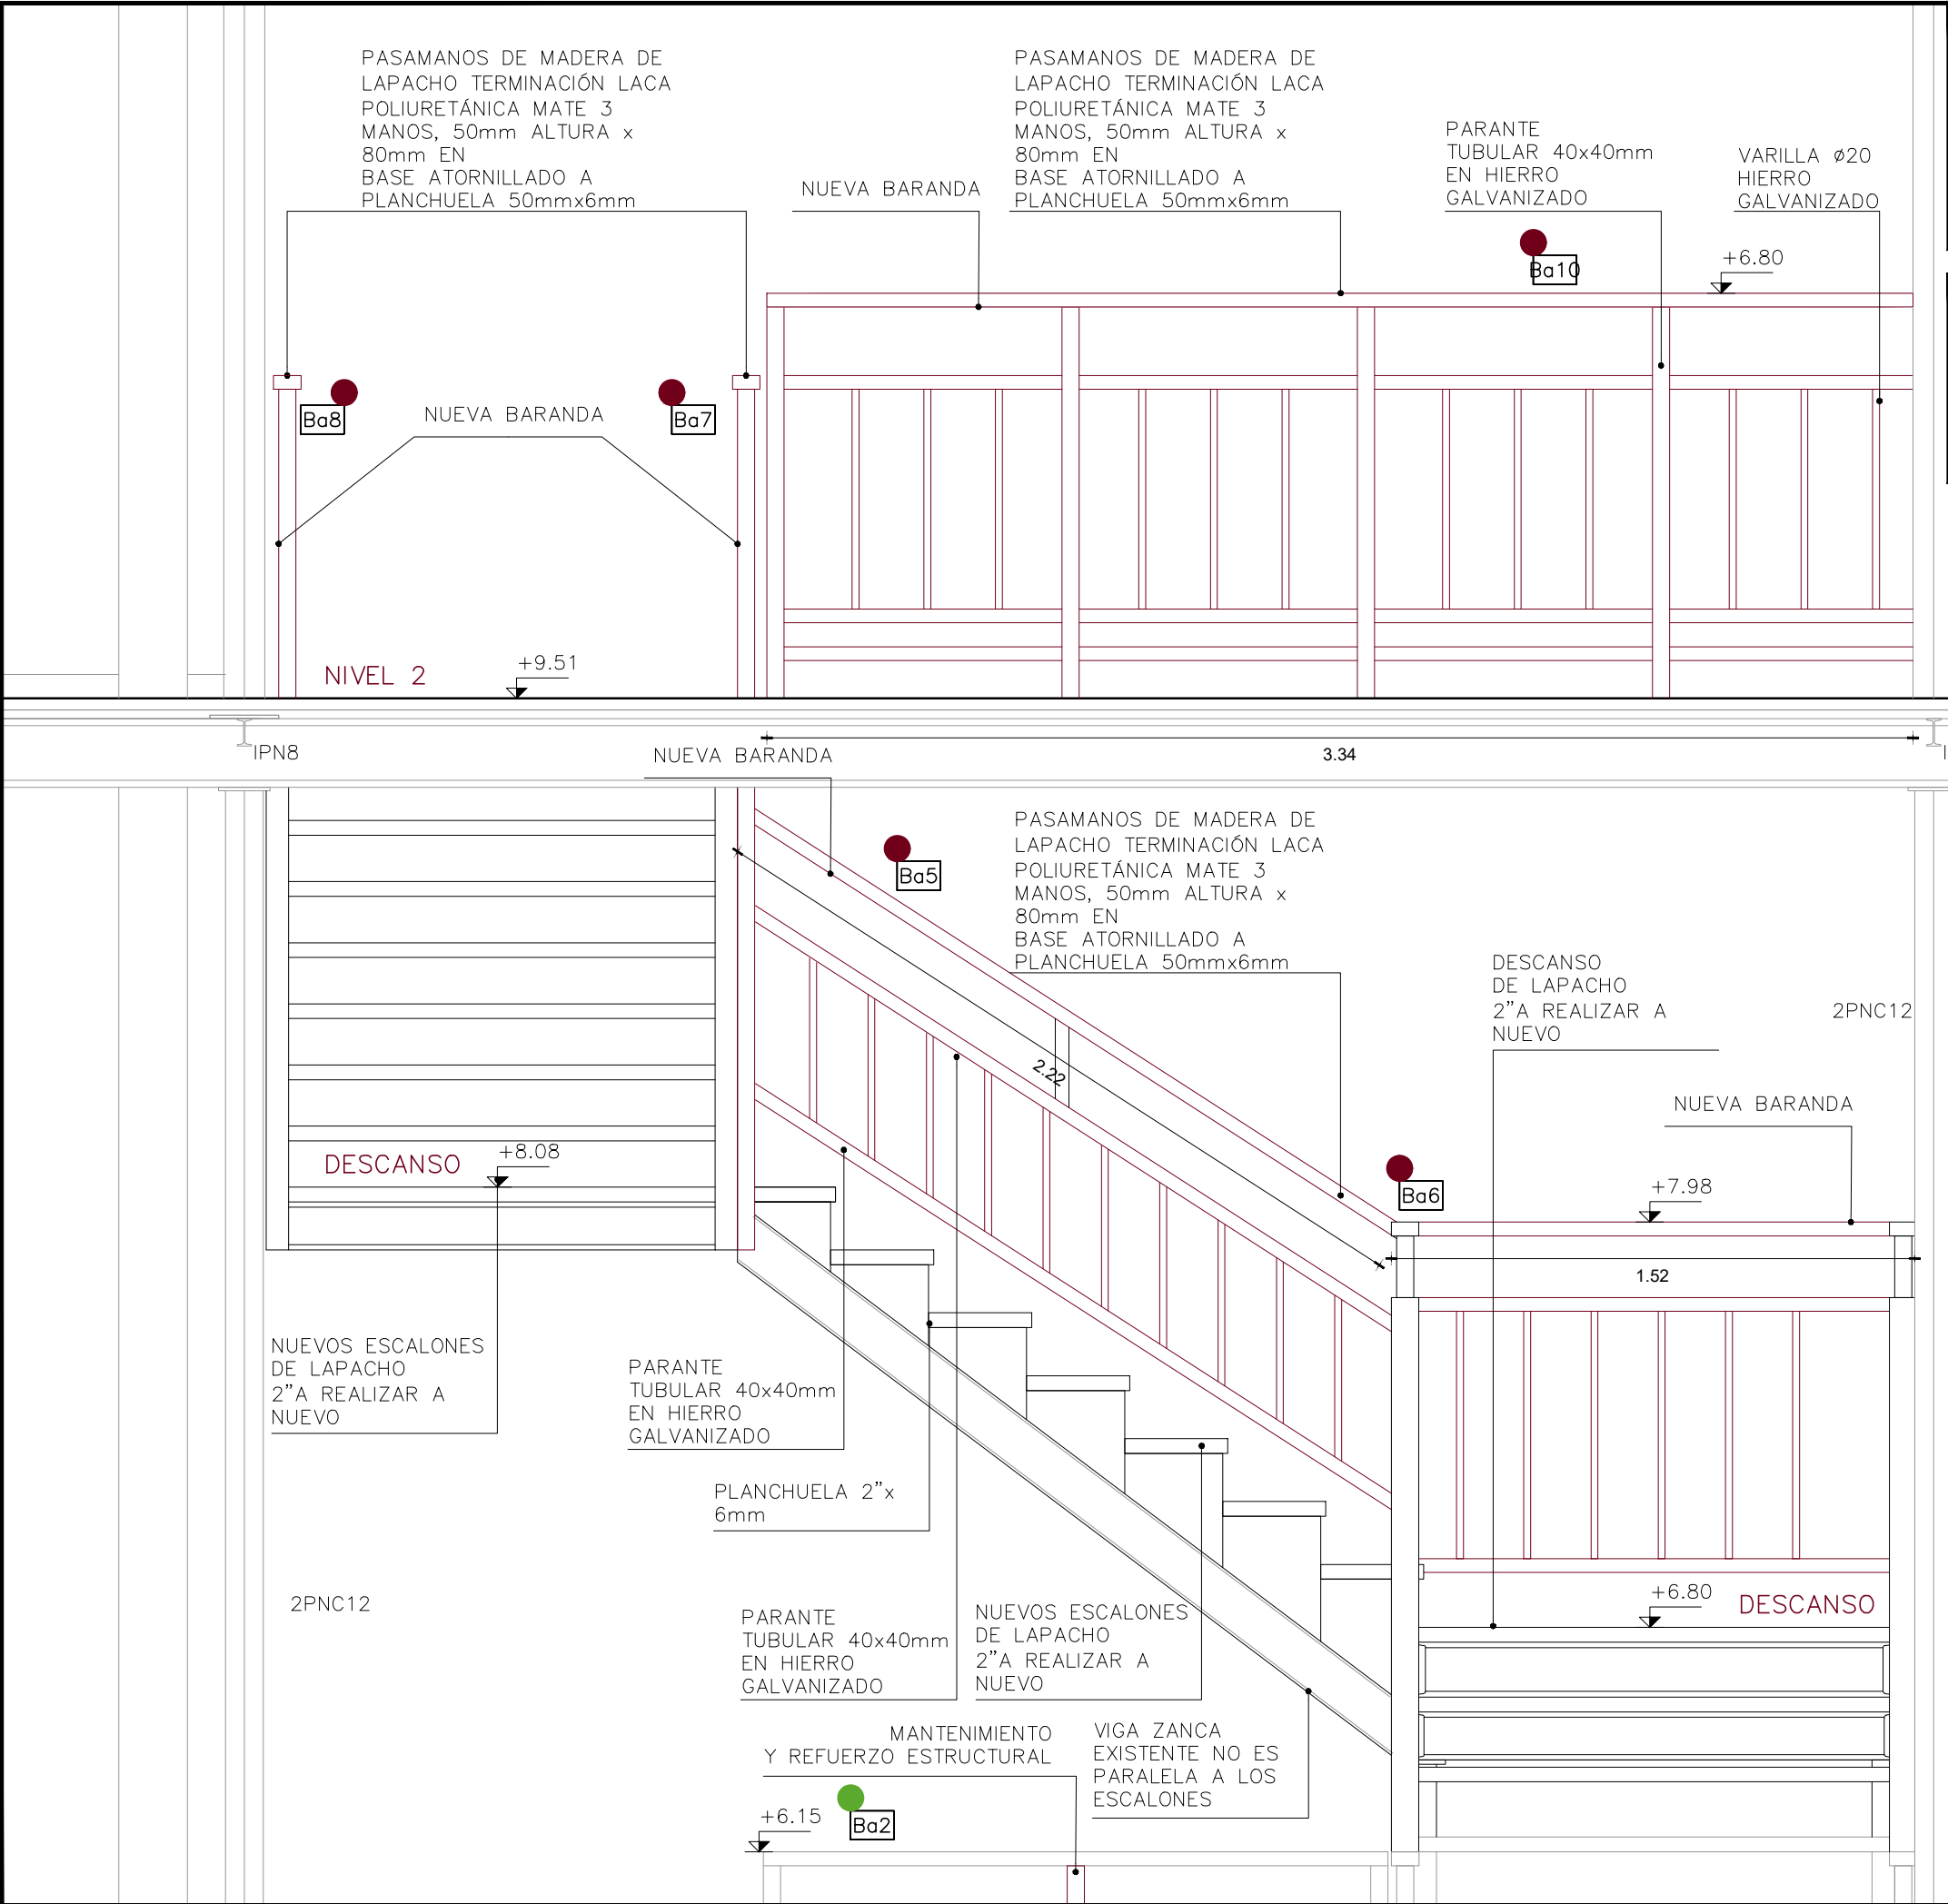 PASAMANOS DE MADERA DE
LAPACHO TERMINACIÓN LACA
POLIURETÁNICA MATE 3
MANOS, 50mm ALTURA x
80mm EN
BASE ATORNILLADO A
PLANCHUELA 50mmx6mm
NUEVA BARANDA
PASAMANOS DE MADERA DE
LAPACHO TERMINACIÓN LACA
POLIURETÁNICA MATE 3
MANOS, 50mm ALTURA x
80mm EN
BASE ATORNILLADO A
PLANCHUELA 50mmx6mm
PARANTE
TUBULAR 40x40mm
EN HIERRO
GALVANIZADO
VARILLA ø20
HIERRO
GALVANIZADO
Ba10
+6.80
Ba8
NUEVA BARANDA
Ba7
NIVEL 2
+9.51
IPN8
NUEVA BARANDA
3.34
Ba5
PASAMANOS DE MADERA DE
LAPACHO TERMINACIÓN LACA
POLIURETÁNICA MATE 3
MANOS, 50mm ALTURA x
80mm EN
BASE ATORNILLADO A
PLANCHUELA 50mmx6mm
DESCANSO
DE LAPACHO
2"A REALIZAR A
NUEVO
2PNC12
2.22
NUEVA BARANDA
DESCANSO
+8.08
Ba6
+7.98
1.52
NUEVOS ESCALONES
DE LAPACHO
2"A REALIZAR A
NUEVO
PARANTE
TUBULAR 40x40mm
EN HIERRO
GALVANIZADO
PLANCHUELA 2"x
6mm
2PNC12
PARANTE
TUBULAR 40x40mm
EN HIERRO
GALVANIZADO
NUEVOS ESCALONES
DE LAPACHO
2"A REALIZAR A
NUEVO
+6.80
DESCANSO
MANTENIMIENTO
Y REFUERZO ESTRUCTURAL
VIGA ZANCA
EXISTENTE NO ES
PARALELA A LOS
ESCALONES
+6.15
Ba2